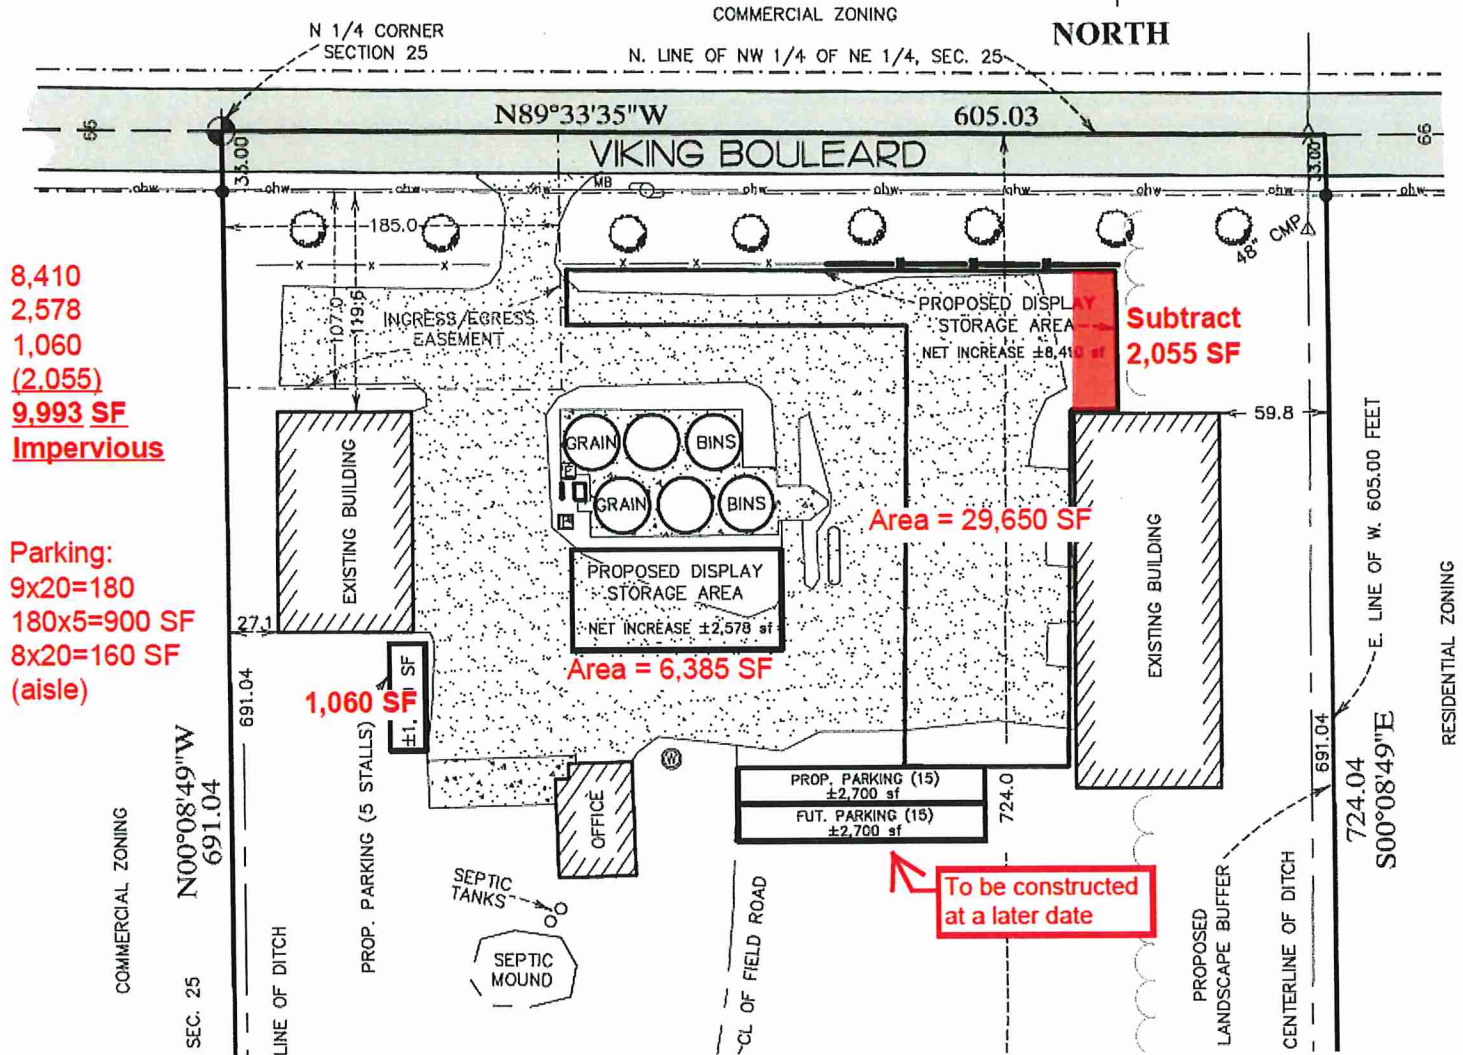 COMMERCIAL ZONING
NORTH
N 1/4 CORNER
SECTION 25
N. LINE OF NW 1/4 OF NE 1/4, SEC. 25
N89°33'35"W
605.03
66
66
VIKING BOULEARD
33.00
33.00
ohw
ohw
ohw
MB
ohw
ohw
ohw
ohw
ohw
185.0
48" CMP
x x x
x x x
107.0
119.6
INGRESS/EGRESS
EASEMENT
PROPOSED DISPLAY
STORAGE AREA
NET INCREASE ±8,410 sf
Subtract
2,055 SF
8,410
2,578
1,060
(2,055)
9,993 SF
Impervious
59.8
GRAIN
BINS
GRAIN
BINS
EXISTING BUILDING
Area = 29,650 SF
EXISTING BUILDING
E. LINE OF W. 605.00 FEET
RESIDENTIAL ZONING
Parking:
9x20=180
180x5=900 SF
8x20=160 SF
(aisle)
PROPOSED DISPLAY
STORAGE AREA
NET INCREASE ±2,578 sf
Area = 6,385 SF
27.1
691.04
1,060 SF
±1,
SF
PROP. PARKING (5 STALLS)
W
OFFICE
PROP. PARKING (15)
±2,700 sf
FUT. PARKING (15)
±2,700 sf
724.0
To be constructed
at a later date
691.04
724.04
S00°08'49"E
N00°08'49"W
691.04
COMMERCIAL ZONING
SEC. 25
LINE OF DITCH
SEPTIC
TANKS
SEPTIC
MOUND
CL OF FIELD ROAD
PROPOSED
LANDSCAPE BUFFER
CENTERLINE OF DITCH